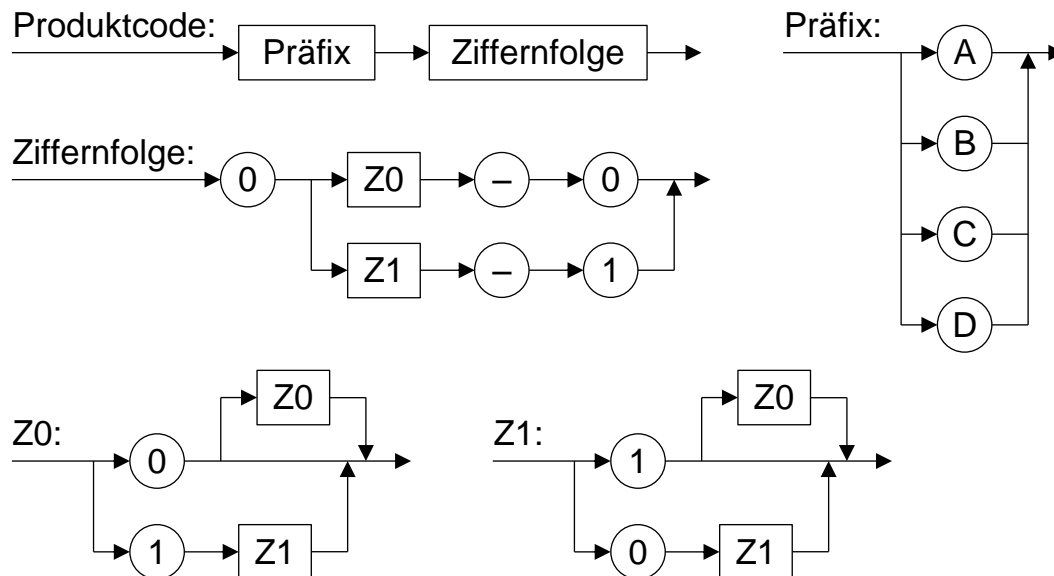 Produktcode:
Präfix
Ziffernfolge
Präfix:
A
B
C
D
Ziffernfolge:
0
Z0
–
0
Z1
–
1
Z0:
0
Z0
1
Z1
Z1:
1
Z0
0
Z1